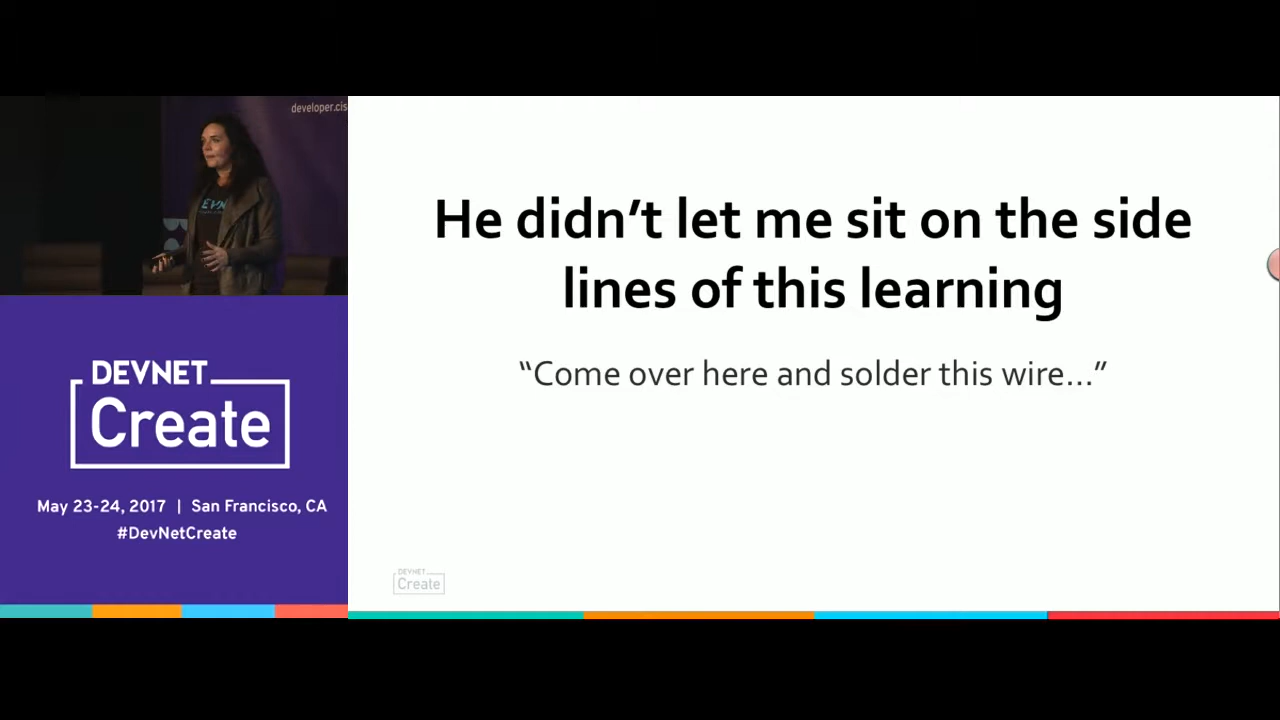 developer.cis
DEVNET
Create
May 23-24, 2017 | San Francisco, CA
#DevNetCreate
He didn’t let me sit on the side
lines of this learning
“Come over here and solder this wire...”
DEVNET
Create